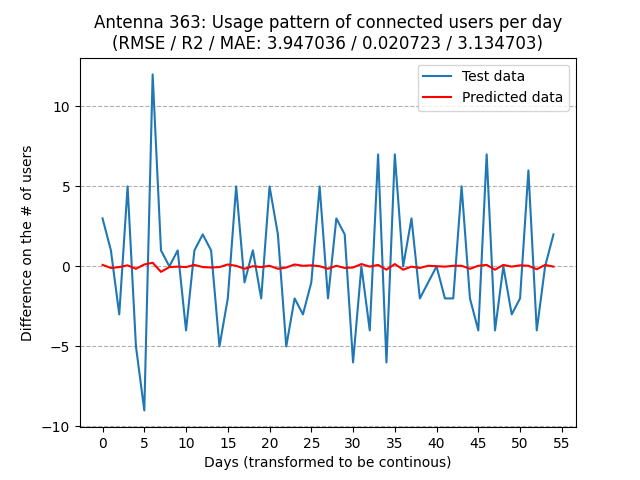 Antenna 363: Usage pattern of connected users per day
(RMSE / R2 / MAE: 3.947036 / 0.020723 / 3.134703)
Test data
Predicted data
Difference on the # of users
10
5
0
−5
−10
0 5 10 15 20 25 30 35 40 45 50 55
Days (transformed to be continous)